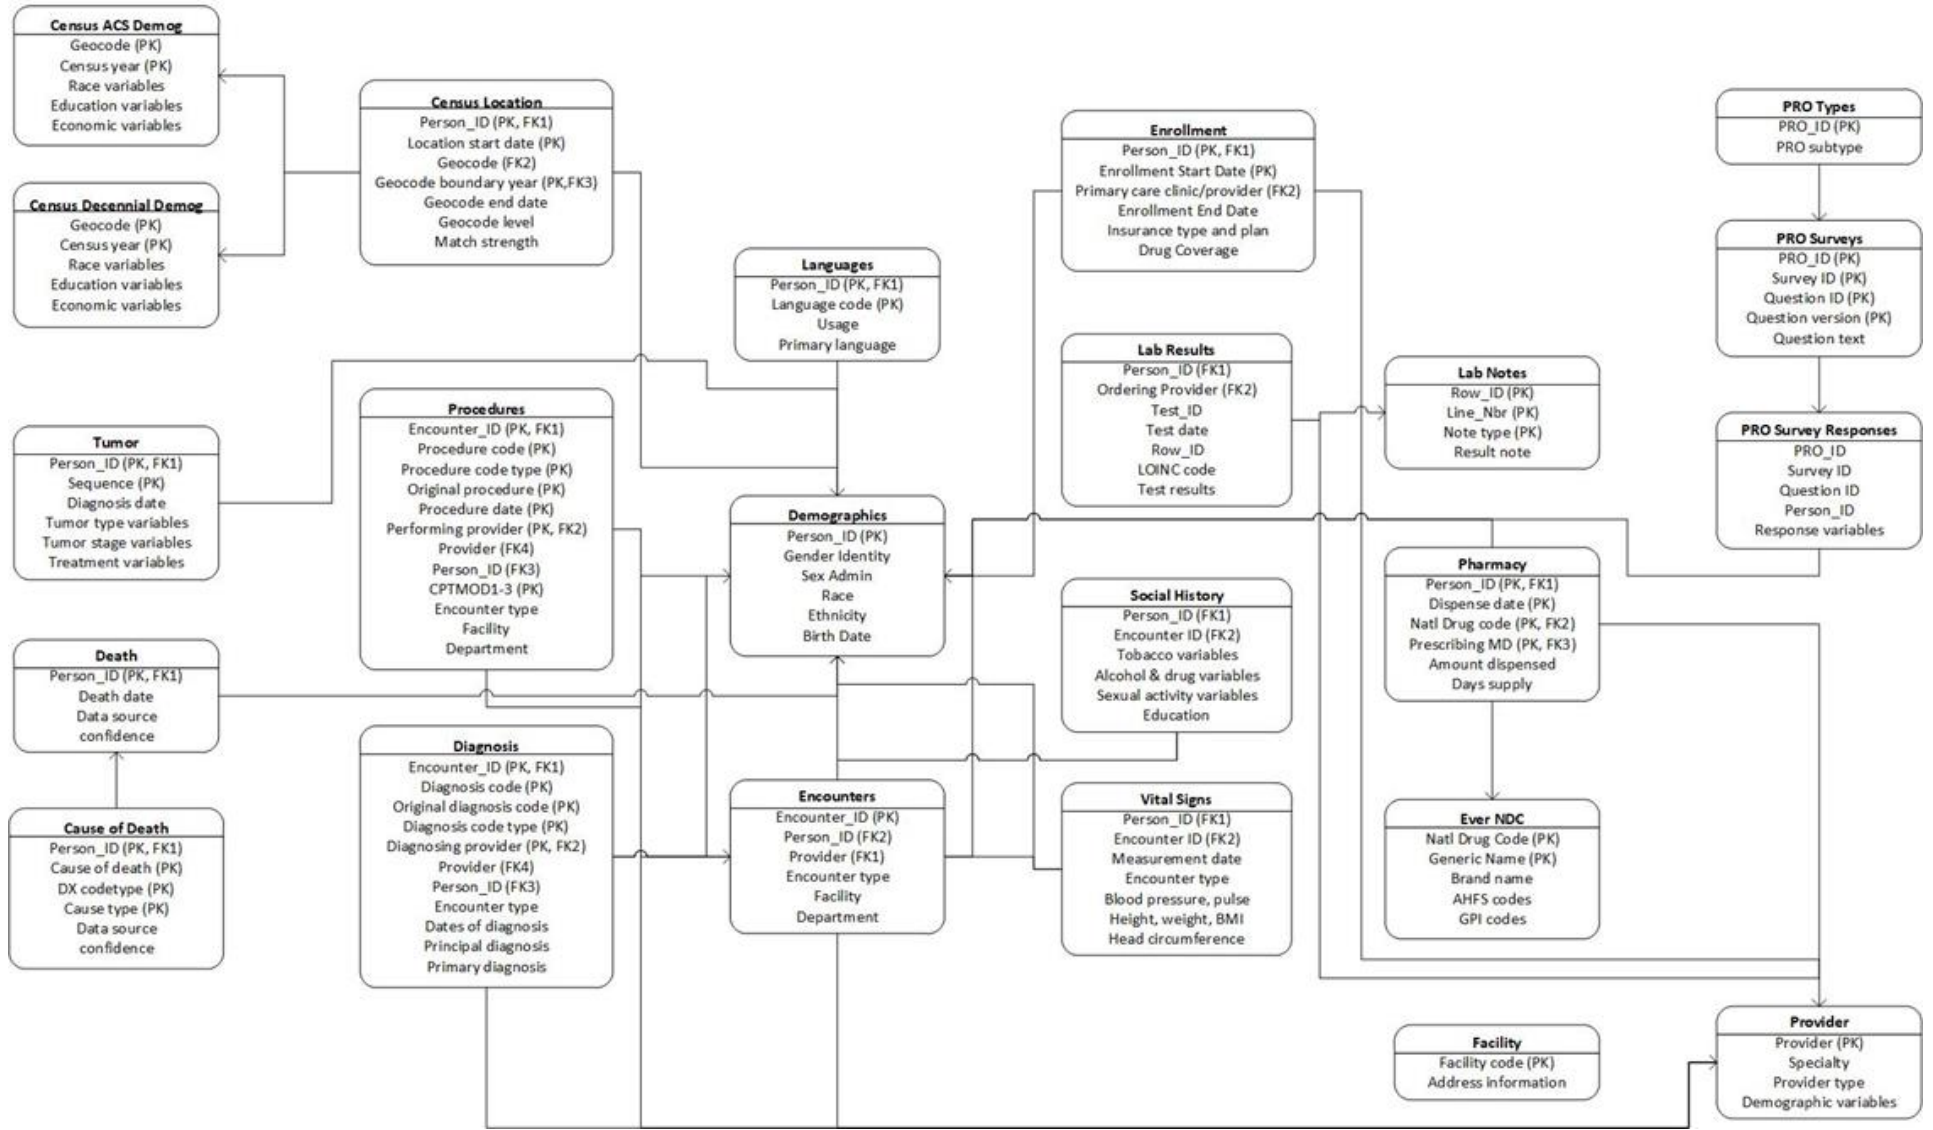 Census ACS Demog
Geocode (PK)
Census year (PK)
Race variables
Education variables
Economic variables
Census Decennial Demog
Geocode (PK)
Census year (PK)
Race variables
Education variables
Economic variables
Tumor
Person_ID (PK, FK1)
Sequence (PK)
Diagnosis date
Tumor type variables
Tumor stage variables
Treatment variables
Death
Person_ID (PK, FK1)
Death date
Data source
confidence
Cause of Death
Person_ID (PK, FK1)
Cause of death (PK)
DX codetype (PK)
Cause type (PK)
Data source
confidence
Census Location
Person_ID (PK, FK1)
Location start date (PK)
Geocode (FK2)
Geocode boundary year (PK,FK3)
Geocode end date
Geocode level
Match strength
Procedures
Encounter_ID (PK, FK1)
Procedure code (PK)
Procedure code type (PK)
Original procedure (PK)
Procedure date (PK)
Performing provider (PK, FK2)
Provider (FK4)
Person_ID (FK3)
CPTMOD1-3 (PK)
Encounter type
Facility
Department
Diagnosis
Encounter_ID (PK, FK1)
Diagnosis code (PK)
Original diagnosis code (PK)
Diagnosis code type (PK)
Diagnosing provider (PK, FK2)
Provider (FK4)
Person_ID (FK3)
Encounter type
Dates of diagnosis
Principal diagnosis
Primary diagnosis
Languages
Person_ID (PK, FK1)
Language code (PK)
Usage
Primary language
Demographics
Person_ID (PK)
Gender Identity
Sex Admin
Race
Ethnicity
Birth Date
Encounters
Encounter_ID (PK)
Person_ID (FK2)
Provider (FK1)
Encounter type
Facility
Department
Enrollment
Person_ID (PK, FK1)
Enrollment Start Date (PK)
Primary care clinic/provider (FK2)
Enrollment End Date
Insurance type and plan
Drug Coverage
Lab Results
Person_ID (FK1)
Ordering Provider (FK2)
Test_ID
Test date
Row_ID
LOINC code
Test results
Social History
Person_ID (FK1)
Encounter ID (FK2)
Tobacco variables
Alcohol & drug variables
Sexual activity variables
Education
Vital Signs
Person_ID (FK1)
Encounter ID (FK2)
Measurement date
Encounter type
Blood pressure, pulse
Height, weight, BMI
Head circumference
Lab Notes
Row_ID (PK)
Line_Nbr (PK)
Note type (PK)
Result note
Pharmacy
Person_ID (PK, FK1)
Dispense date (PK)
Natl Drug code (PK, FK2)
Prescribing MD (PK, FK3)
Amount dispensed
Days supply
Ever NDC
Natl Drug Code (PK)
Generic Name (PK)
Brand name
AHFS codes
GPI codes
Facility
Facility code (PK)
Address information
PRO Types
PRO_ID (PK)
PRO subtype
PRO Surveys
PRO_ID (PK)
Survey ID (PK)
Question ID (PK)
Question version (PK)
Question text
PRO Survey Responses
PRO_ID
Survey ID
Question ID
Person_ID
Response variables
Provider
Provider (PK)
Specialty
Provider type
Demographic variables